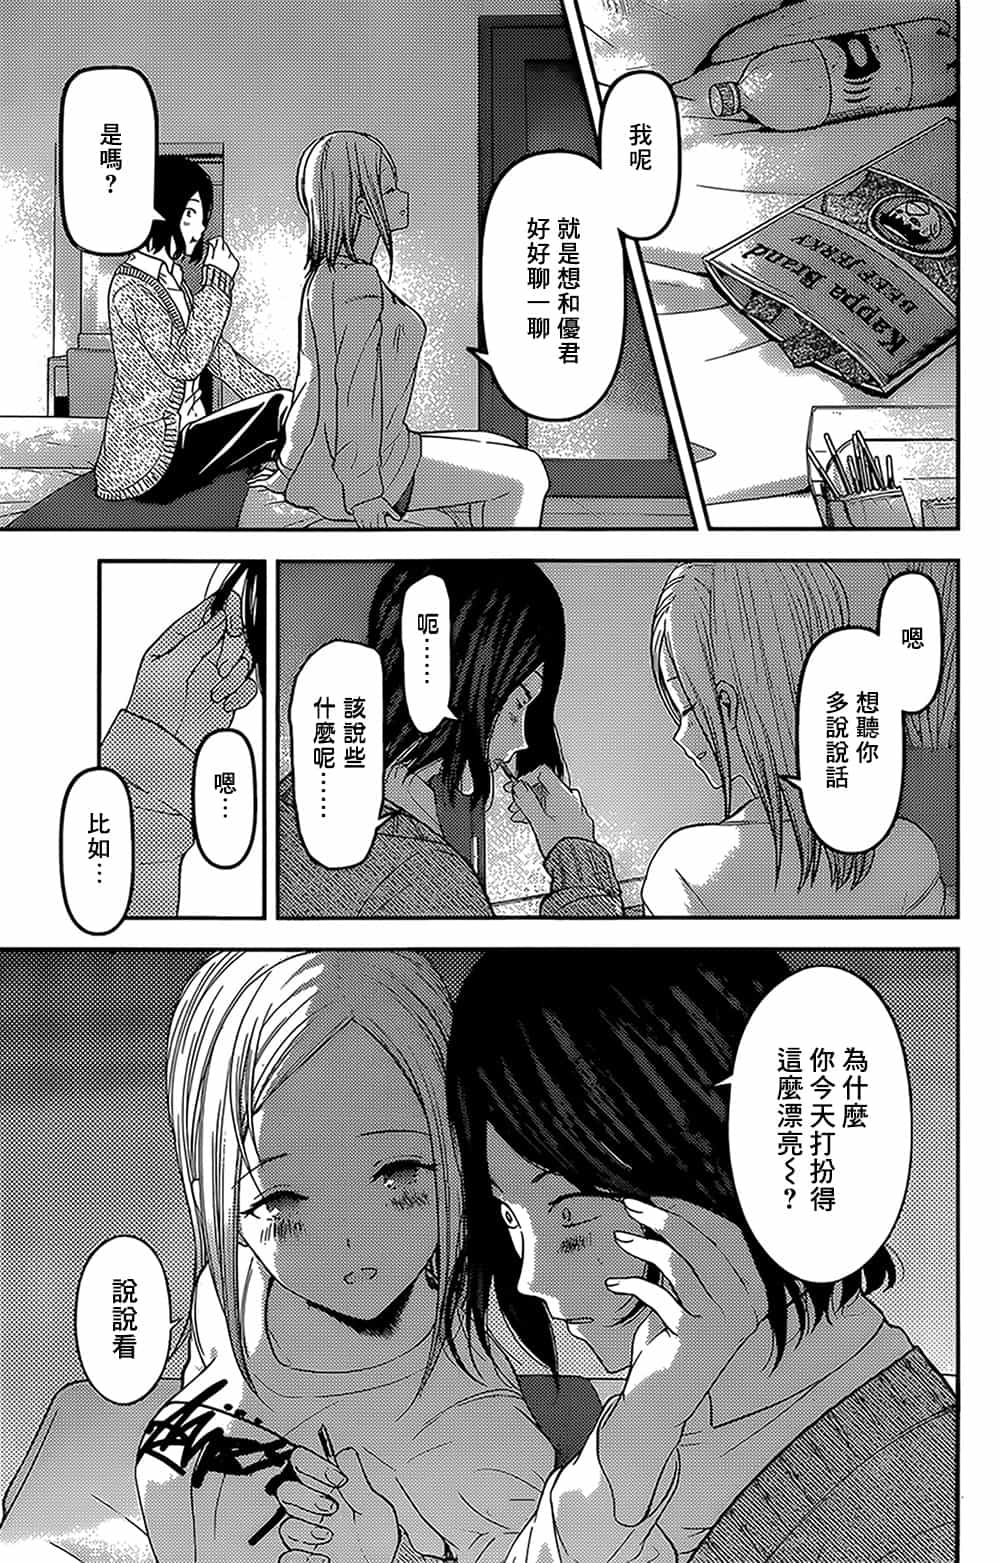 我呢
就是想和優君
好好聊一聊
是嗎？
Kappa Brand
BEEF JERKY
嗯
想聽你
多說說話
呃……
該說些
什麼呢……
嗯…
比如…
為什麼
你今天打扮得
這麼漂亮～？
說說看